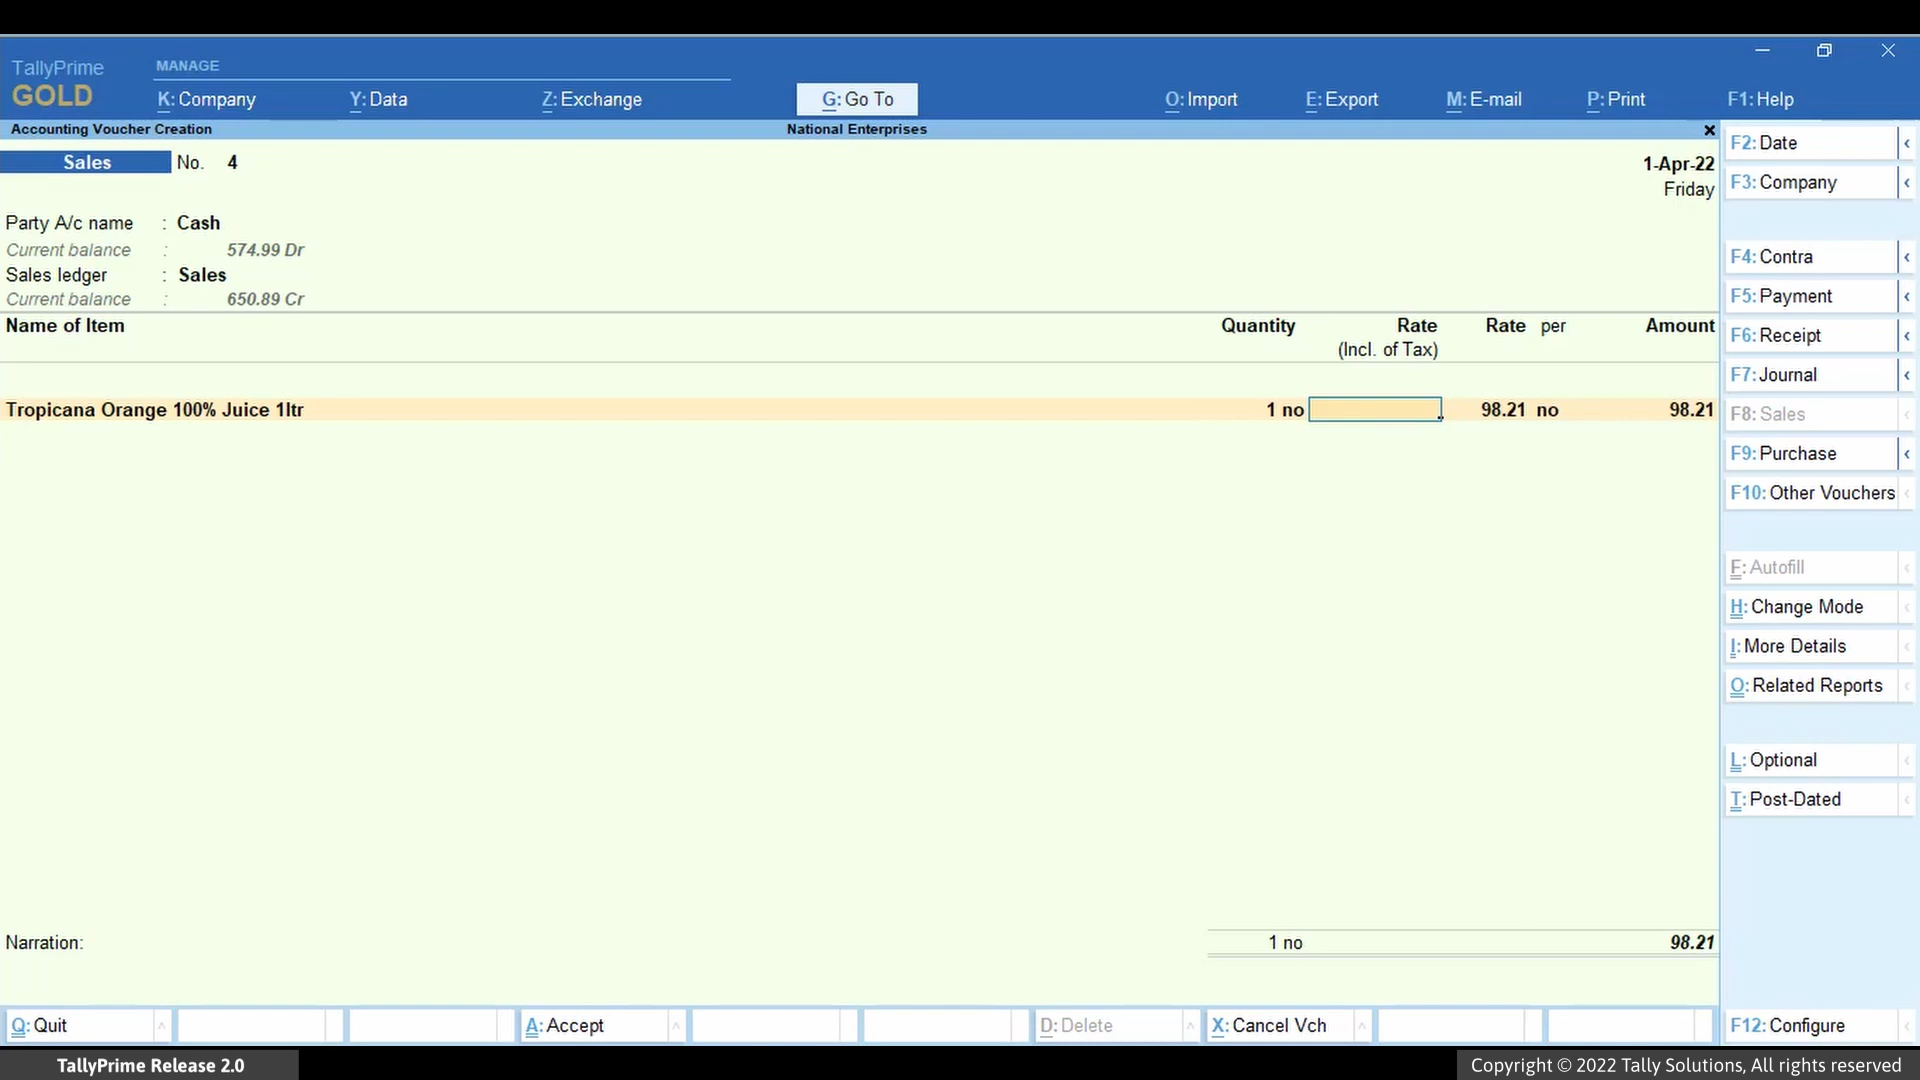 TallyPrime
GOLD
MANAGE
K: Company
Y: Data
Z: Exchange
G: Go To
O: Import
E: Export
M: E-mail
P: Print
F1: Help
Accounting Voucher Creation
National Enterprises
Sales No. 4
1-Apr-22
Friday
Party A/c name : Cash
Current balance : 574.99 Dr
Sales ledger : Sales
Current balance : 650.89 Cr
Name of Item Quantity Rate Rate per Amount
(Incl. of Tax)
Tropicana Orange 100% Juice 1ltr 1 no 98.21 no 98.21
Narration: 1 no 98.21
F2: Date
F3: Company
F4: Contra
F5: Payment
F6: Receipt
F7: Journal
F8: Sales
F9: Purchase
F10: Other Vouchers
F: Autofill
H: Change Mode
I: More Details
O: Related Reports
L: Optional
T: Post-Dated
F12: Configure
Q: Quit
A: Accept
D: Delete
X: Cancel Vch
TallyPrime Release 2.0
Copyright © 2022 Tally Solutions, All rights reserved